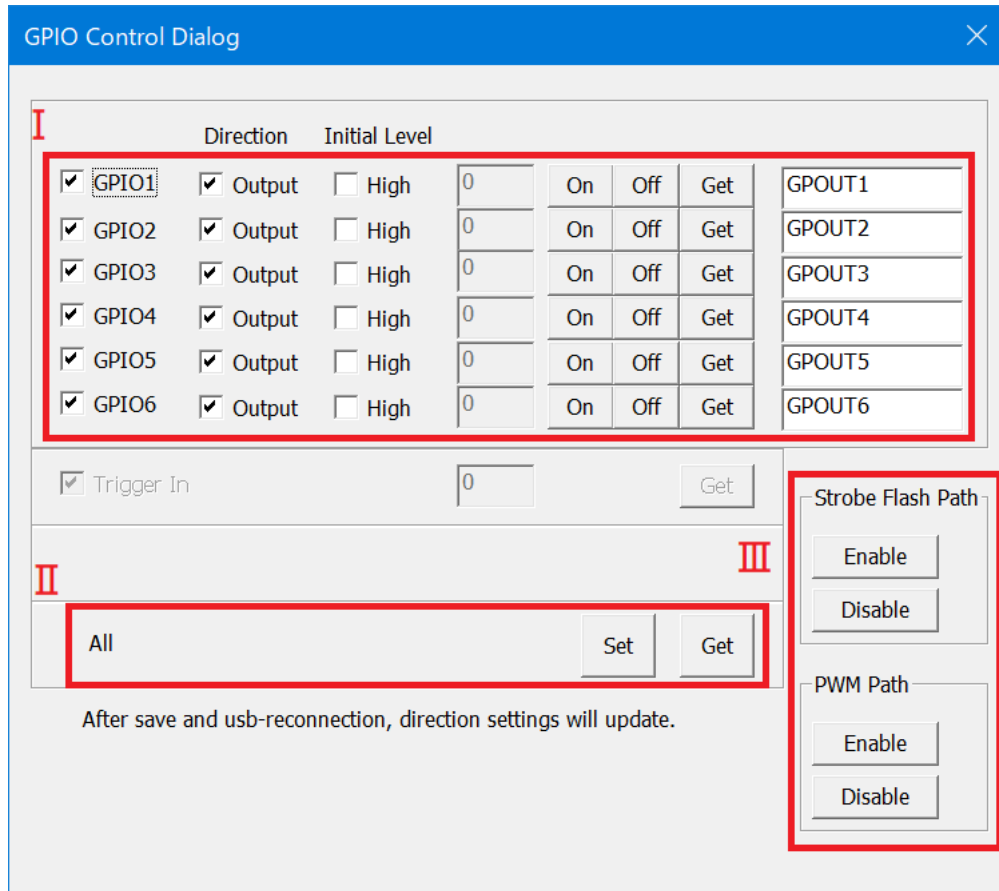 GPIO Control Dialog
I
Direction Initial Level
GPIO1 Output High 0 On Off Get GPOUT1
GPIO2 Output High 0 On Off Get GPOUT2
GPIO3 Output High 0 On Off Get GPOUT3
GPIO4 Output High 0 On Off Get GPOUT4
GPIO5 Output High 0 On Off Get GPOUT5
GPIO6 Output High 0 On Off Get GPOUT6
Trigger In 0 Get
II
All Set Get
After save and usb-reconnection, direction settings will update.
III
Strobe Flash Path
Enable
Disable
PWM Path
Enable
Disable